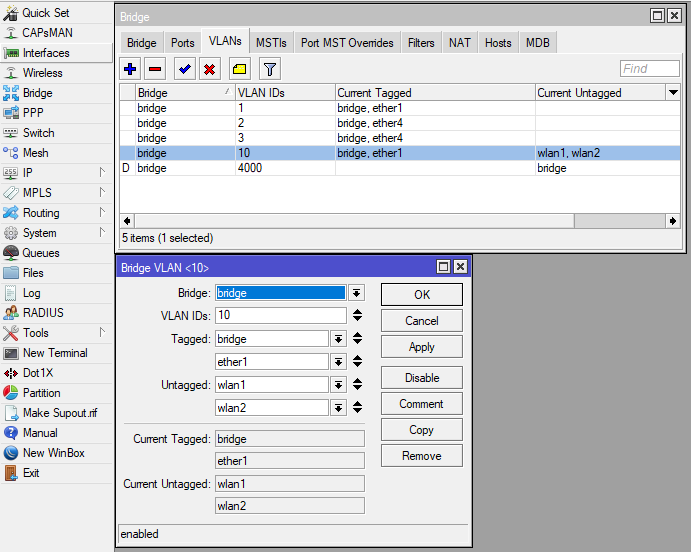 Quick Set
CAPsMAN
Interfaces
Wireless
Bridge
PPP
Switch
Mesh
IP
MPLS
Routing
System
Queues
Files
Log
RADIUS
Tools
New Terminal
Dot1X
Partition
Make Supout.rif
Manual
New WinBox
Exit
Bridge
Bridge Ports VLANs MSTIs Port MST Overrides Filters NAT Hosts MDB
Find
Bridge VLAN IDs Current Tagged Current Untagged
bridge 1 bridge, ether1
bridge 2 bridge, ether4
bridge 3 bridge, ether4
bridge 10 bridge, ether1 wlan1, wlan2
D bridge 4000 bridge
5 items (1 selected)
Bridge VLAN <10>
Bridge: bridge
VLAN IDs: 10
Tagged: bridge
ether1
Untagged: wlan1
wlan2
Current Tagged: bridge
ether1
Current Untagged: wlan1
wlan2
OK
Cancel
Apply
Disable
Comment
Copy
Remove
enabled